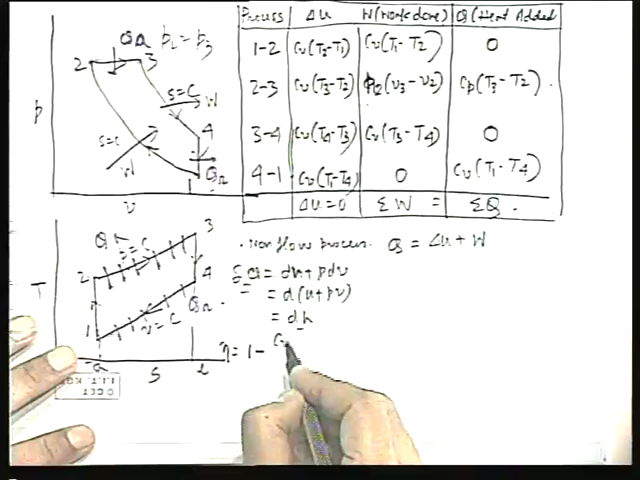 Process ΔU W (Work done) Q (Heat Added)
1-2 Cv(T2-T1) Cv(T1-T2) 0
2-3 Cv(T3-T2) p2(v3-v2) Cp(T3-T2).
3-4 Cv(T4-T3) Cv(T3-T4) 0
4-1 Cv(T1-T4) 0 Cv(T1-T4)
ΔU=0 ΣW = ΣQ.
QA p2=p3
2 3
S=C W
p 4
S=C
W QR
1
v
3
QA
p=C
2 4
T QR
v=C
1
a S b
. Non flow process. Q = Δu + W
δQ = du + pdv
= d(u+pv)
= dh
η = 1 - C